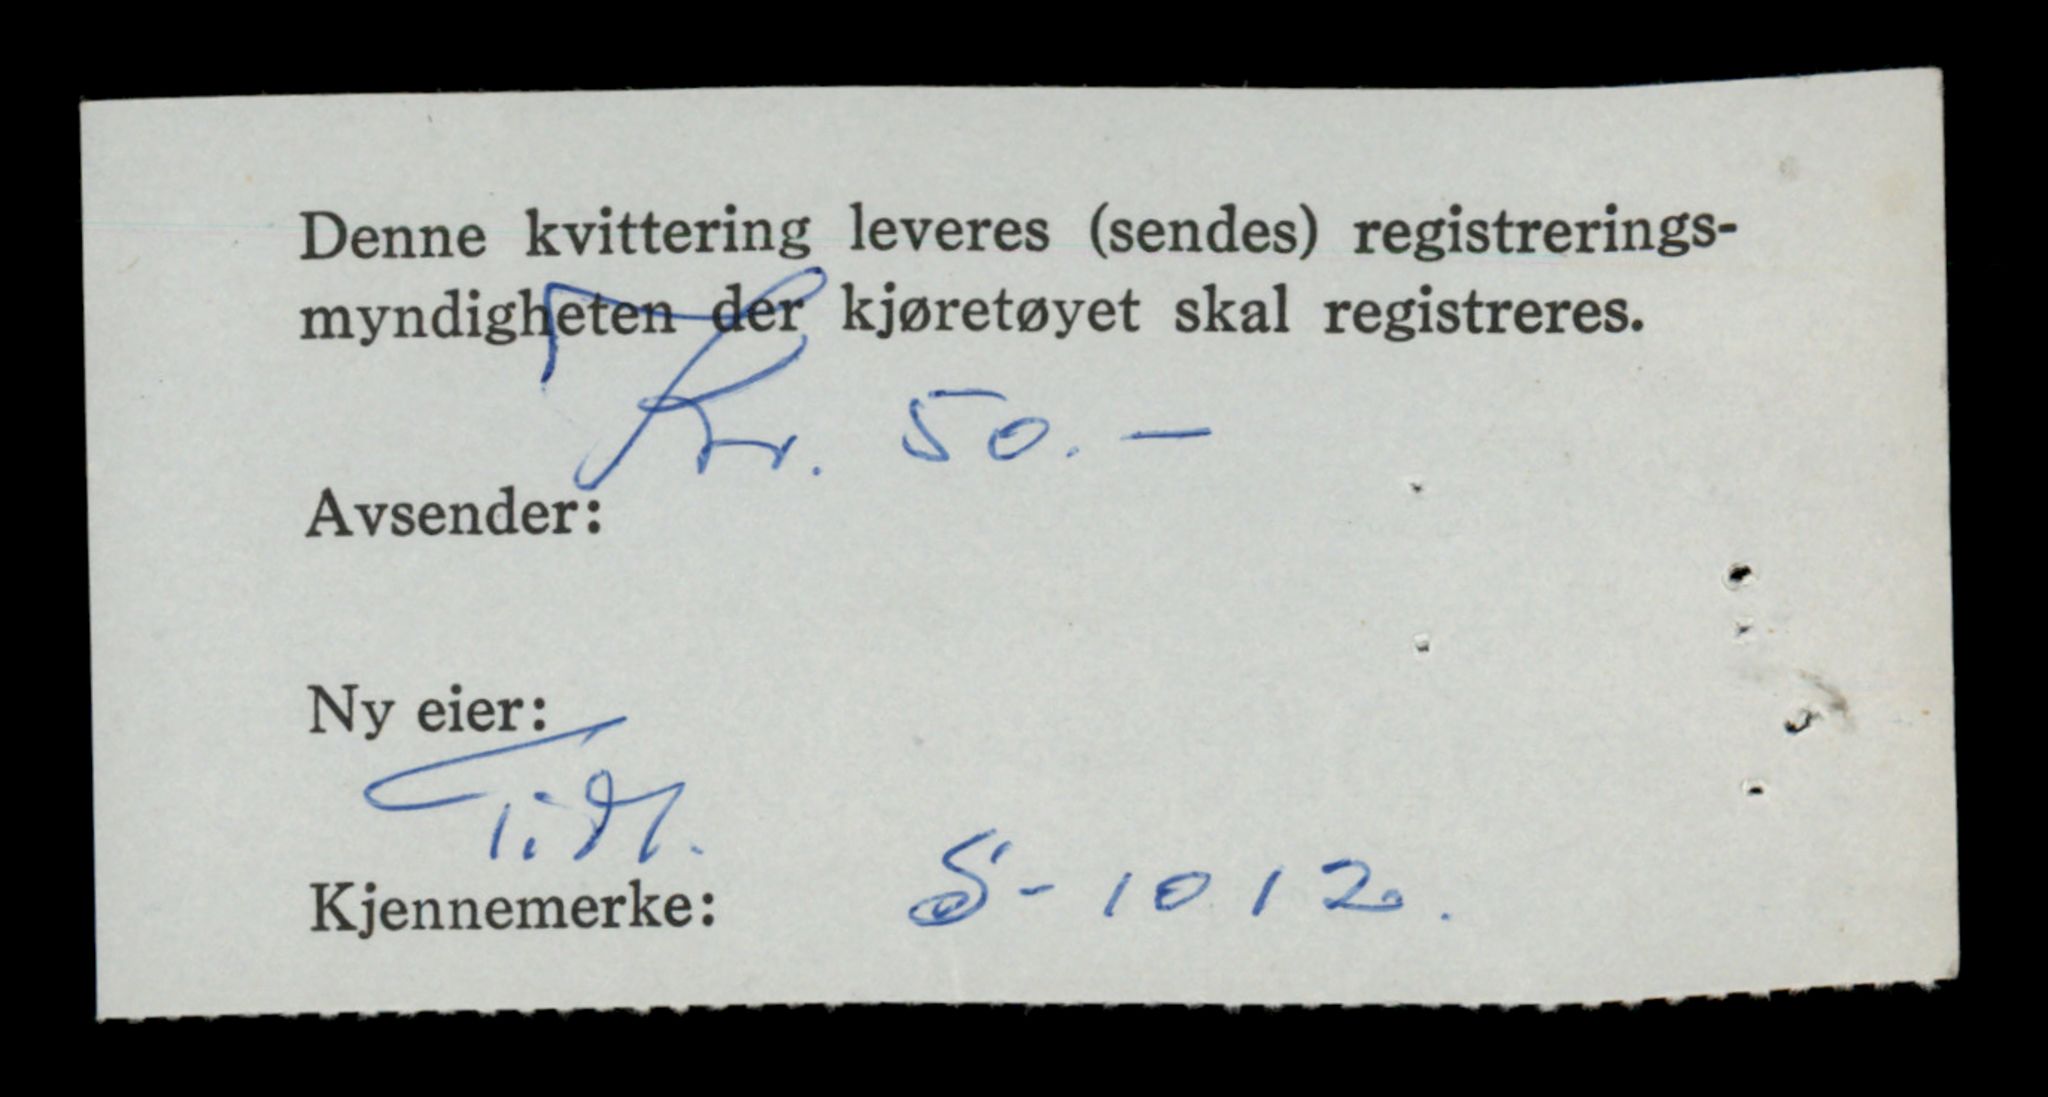 Denne kvittering leveres (sendes) registrerings-
myndigheten der kjøretøyet skal registreres.
Kr. 50.-
Avsender:
Ny eier:
Kjennemerke: S-1012.